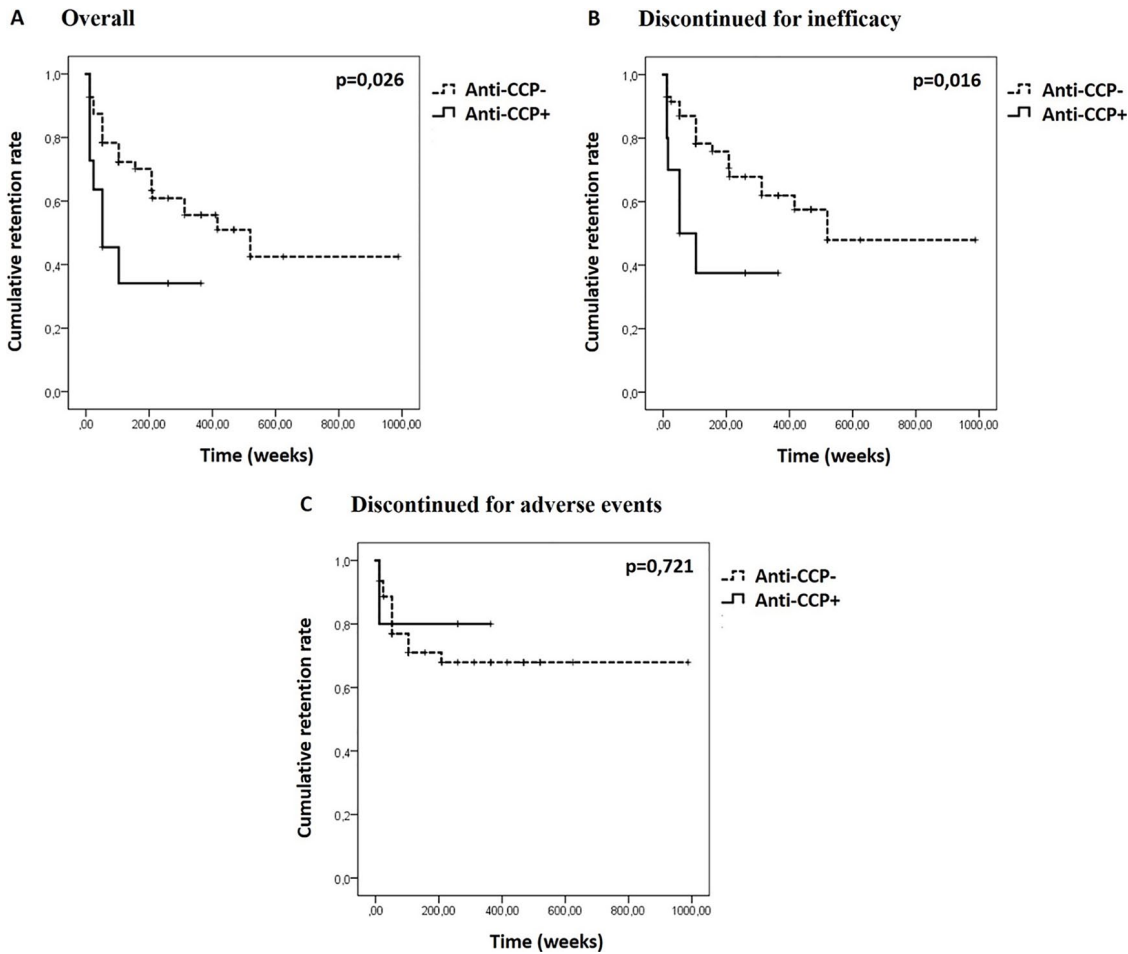 A Overall
p=0,026
Anti-CCP-
Anti-CCP+
Cumulative retention rate
1,0
0,8
0,6
0,4
0,2
0,0
,00 200,00 400,00 600,00 800,00 1000,00
Time (weeks)
B Discontinued for inefficacy
p=0,016
Anti-CCP-
Anti-CCP+
Cumulative retention rate
1,0
0,8
0,6
0,4
0,2
0,0
,00 200,00 400,00 600,00 800,00 1000,00
Time (weeks)
C Discontinued for adverse events
p=0,721
Anti-CCP-
Anti-CCP+
Cumulative retention rate
1,0
0,8
0,6
0,4
0,2
0,0
,00 200,00 400,00 600,00 800,00 1000,00
Time (weeks)